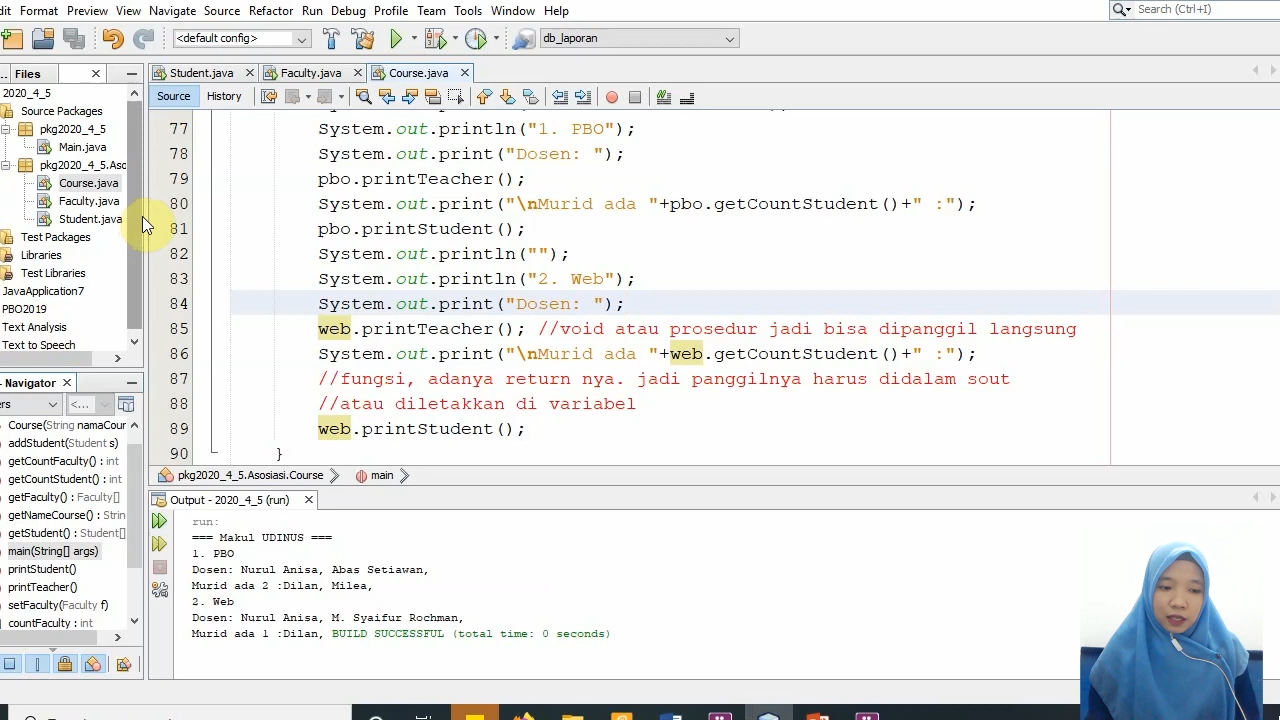 Format Preview View Navigate Source Refactor Run Debug Profile Team Tools Window Help
Search (Ctrl+I)
<default config>
db_laporan
.. Files
Student.java Faculty.java Course.java
2020_4_5
Source Packages
pkg2020_4_5
Main.java
pkg2020_4_5.Aso
Course.java
Faculty.java
Student.java
Test Packages
Libraries
Test Libraries
JavaApplication7
PBO2019
Text Analysis
Text to Speech
Source History
77 System.out.println("1. PBO");
78 System.out.print("Dosen: ");
79 pbo.printTeacher();
80 System.out.print("\nMurid ada "+pbo.getCountStudent()+" :");
81 pbo.printStudent();
82 System.out.println("");
83 System.out.println("2. Web");
84 System.out.print("Dosen: ");
85 web.printTeacher(); //void atau prosedur jadi bisa dipanggil langsung
86 System.out.print("\nMurid ada "+web.getCountStudent()+" :");
87 //fungsi, adanya return nya. jadi panggilnya harus didalam sout
88 //atau diletakkan di variabel
89 web.printStudent();
90 }
pkg2020_4_5.Asosiasi.Course main
- Navigator
ers <...
Course(String namaCour
addStudent(Student s)
getCountFaculty() : int
getCountStudent() : int
getFaculty() : Faculty[]
getNameCourse() : Strin
getStudent() : Student[]
main(String[] args)
printStudent()
printTeacher()
setFaculty(Faculty f)
countFaculty : int
Output - 2020_4_5 (run)
run:
=== Makul UDINUS ===
1. PBO
Dosen: Nurul Anisa, Abas Setiawan,
Murid ada 2 :Dilan, Milea,
2. Web
Dosen: Nurul Anisa, M. Syaifur Rochman,
Murid ada 1 :Dilan, BUILD SUCCESSFUL (total time: 0 seconds)